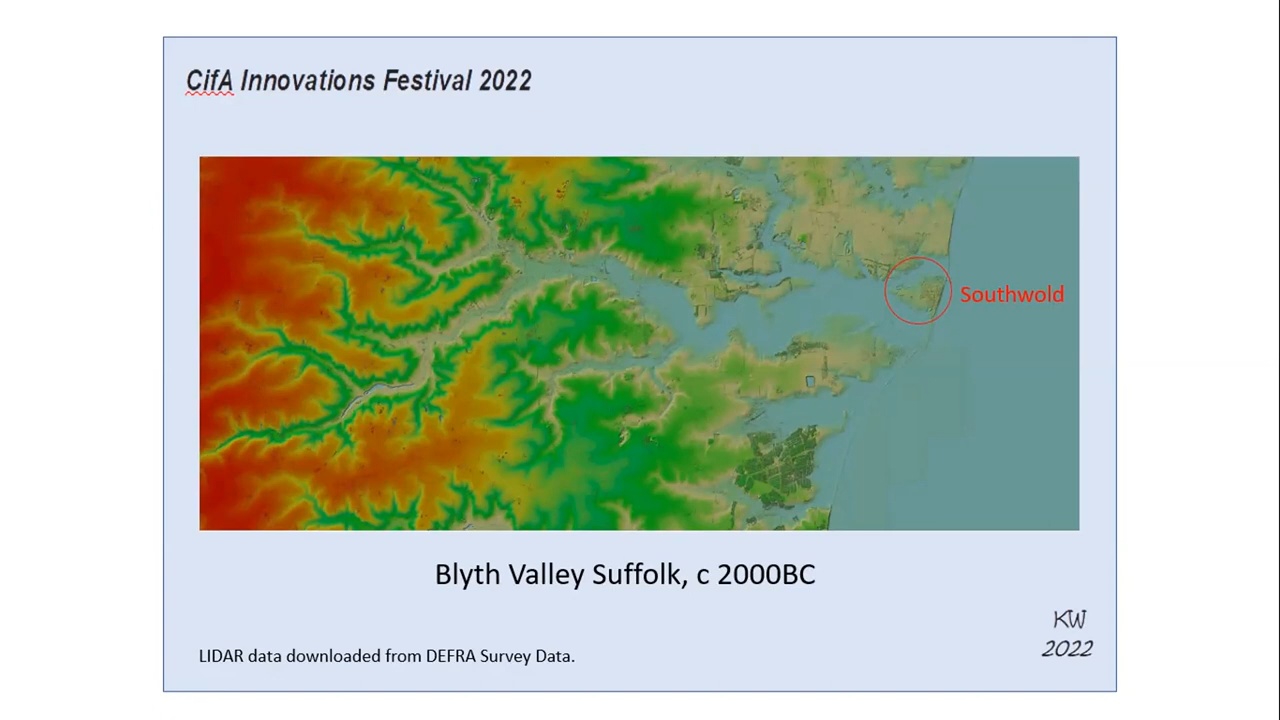 CifA Innovations Festival 2022
Southwold
Blyth Valley Suffolk, c 2000BC
KW
2022
LIDAR data downloaded from DEFRA Survey Data.